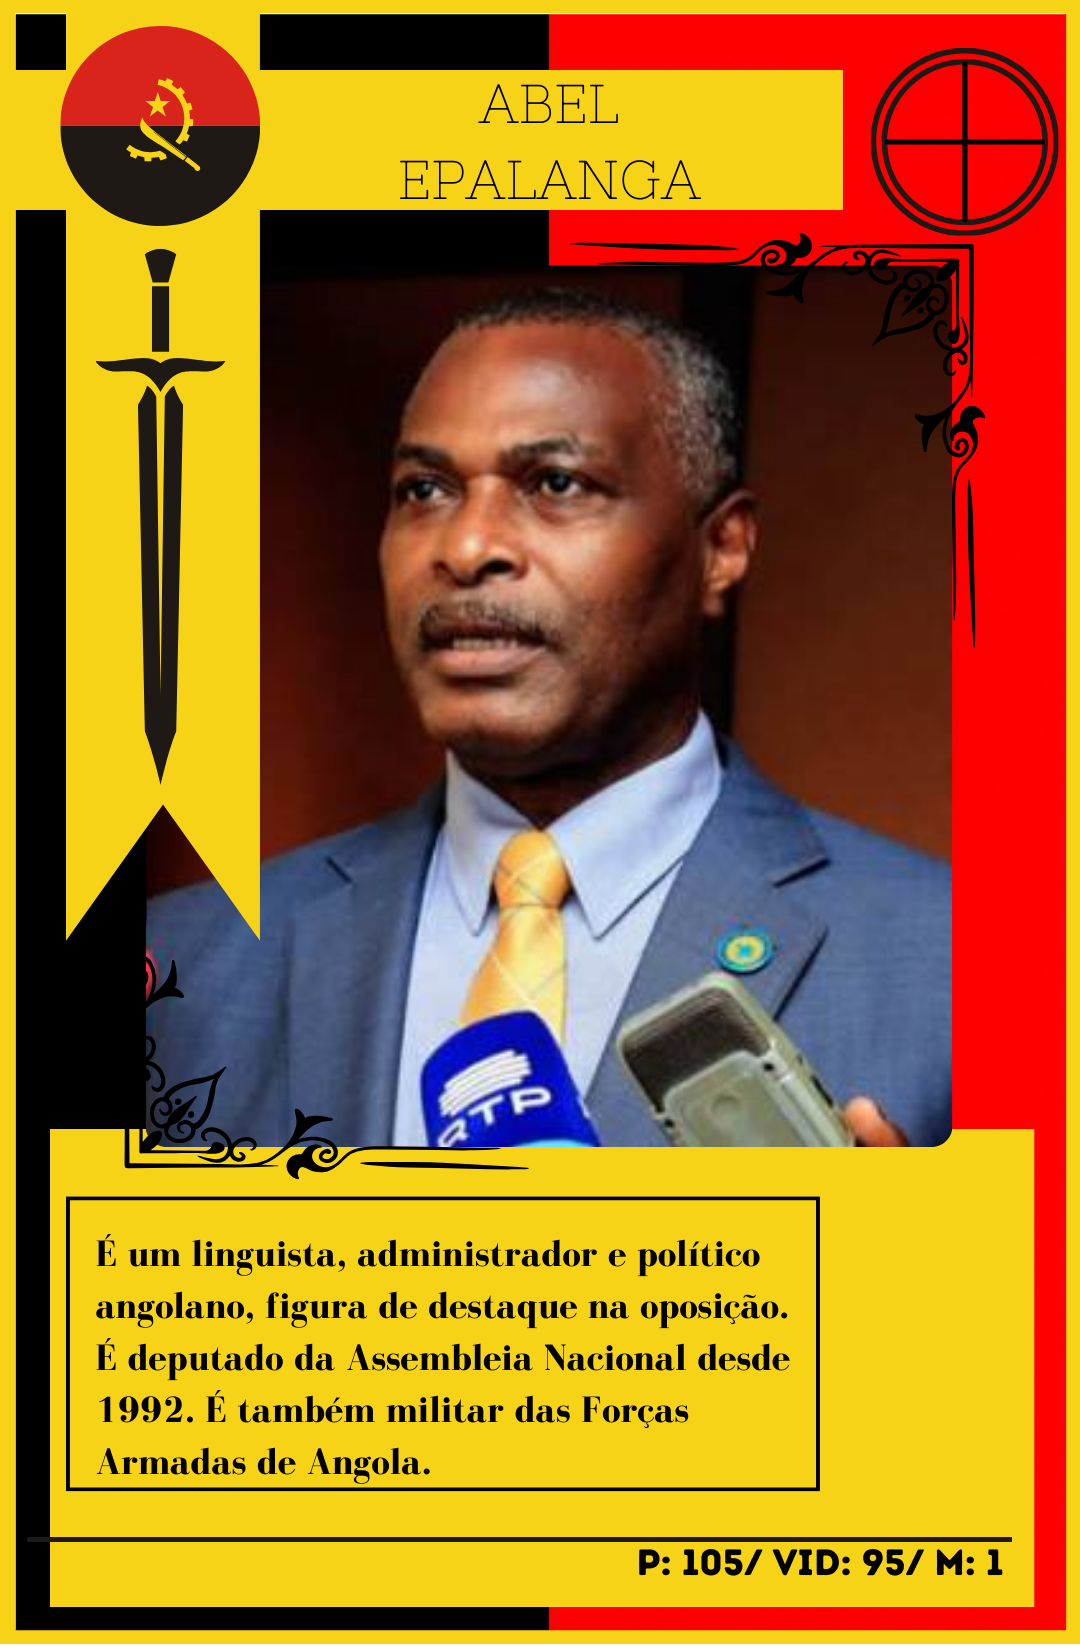 ABEL
EPALANGA
RTP
É um linguista, administrador e político
angolano, figura de destaque na oposição.
É deputado da Assembleia Nacional desde
1992. É também militar das Forças
Armadas de Angola.
P: 105/ VID: 95/ M: 1